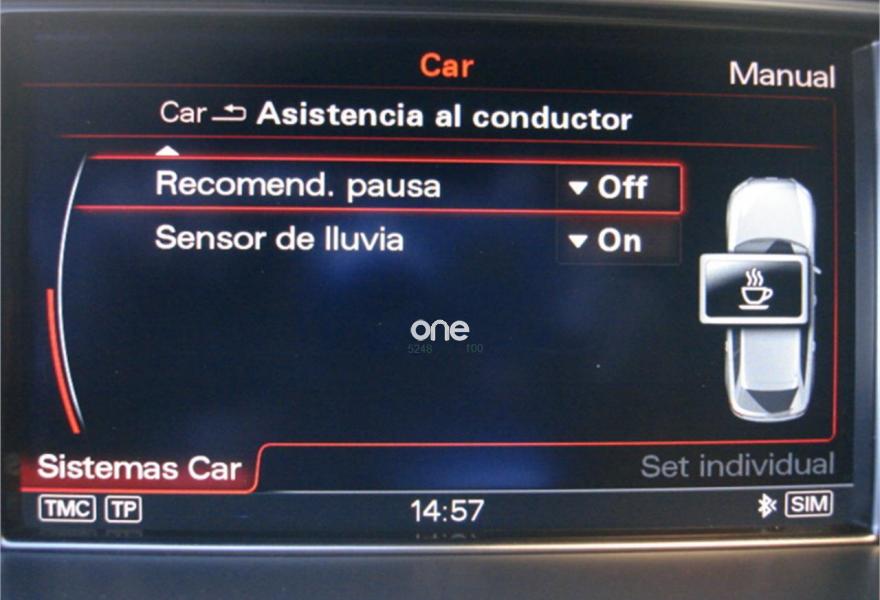 Car
Manual
Car Asistencia al conductor
Recomend. pausa Off
Sensor de lluvia On
one
5248 100
Sistemas Car
Set individual
TMC TP 14:57 SIM